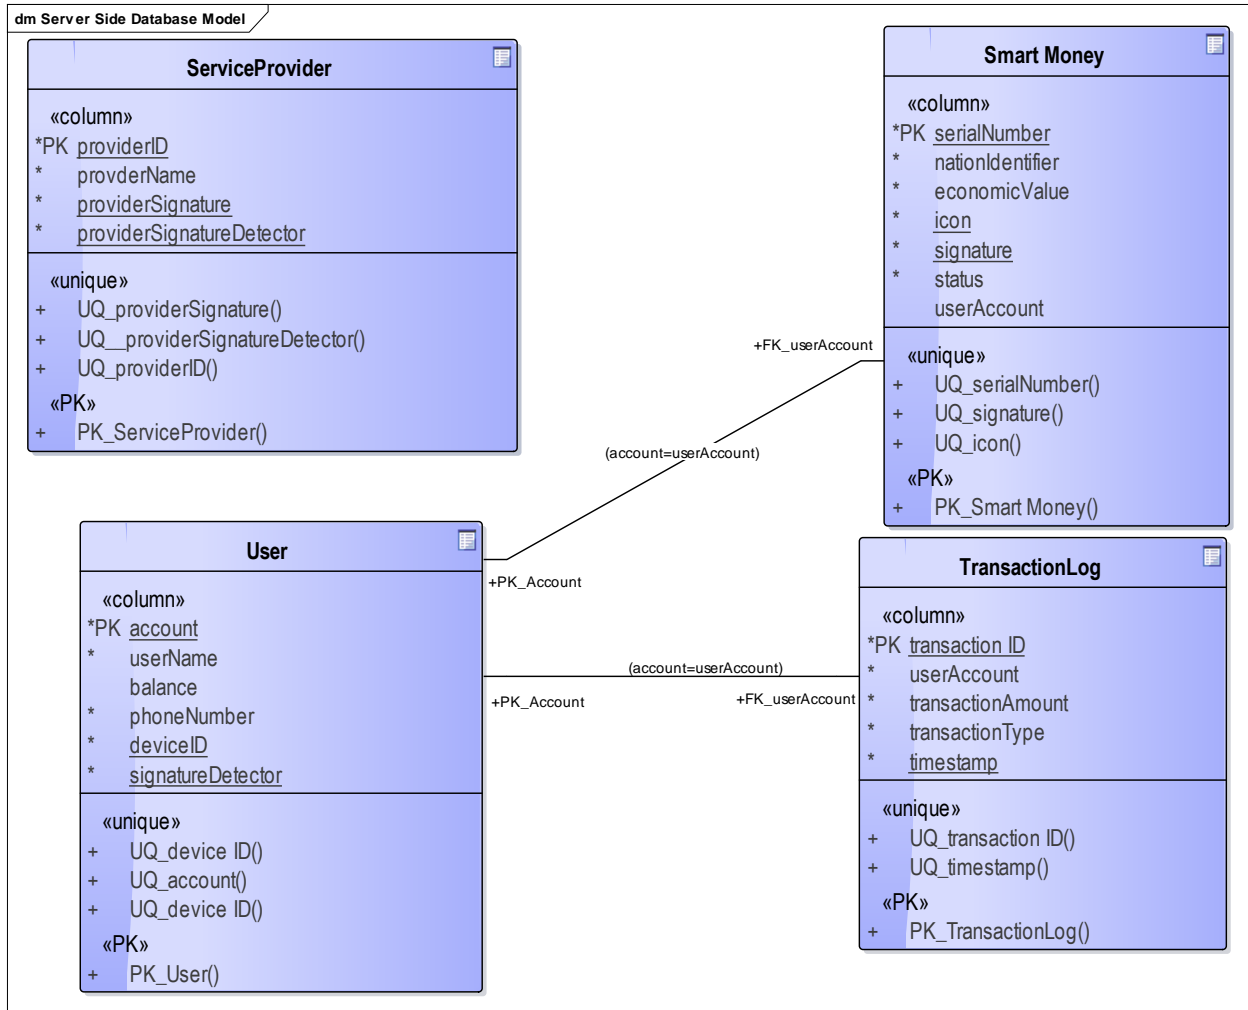 dm Server Side Database Model
ServiceProvider
«column»
*PK providerID
* provderName
* providerSignature
* providerSignatureDetector
«unique»
+ UQ_providerSignature()
+ UQ__providerSignatureDetector()
+ UQ_providerID()
«PK»
+ PK_ServiceProvider()
Smart Money
«column»
*PK serialNumber
* nationIdentifier
* economicValue
* icon
* signature
* status
userAccount
«unique»
+ UQ_serialNumber()
+ UQ_signature()
+ UQ_icon()
«PK»
+ PK_Smart Money()
+FK_userAccount
(account=userAccount)
+PK_Account
User
«column»
*PK account
* userName
balance
* phoneNumber
* deviceID
* signatureDetector
«unique»
+ UQ_device ID()
+ UQ_account()
+ UQ_device ID()
«PK»
+ PK_User()
(account=userAccount)
+PK_Account
+FK_userAccount
TransactionLog
«column»
*PK transaction ID
* userAccount
* transactionAmount
* transactionType
* timestamp
«unique»
+ UQ_transaction ID()
+ UQ_timestamp()
«PK»
+ PK_TransactionLog()